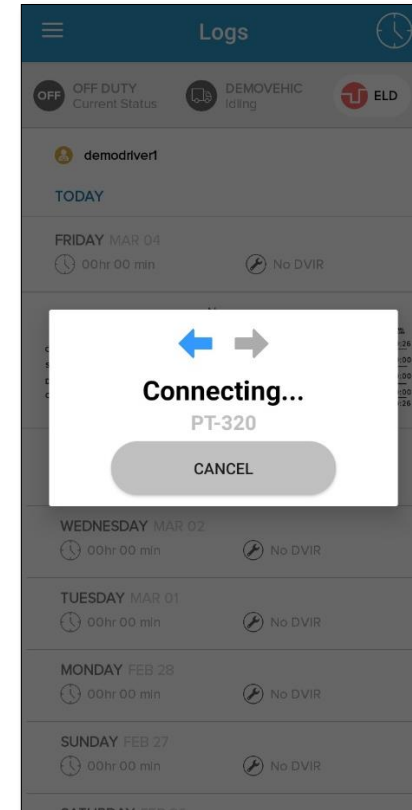 Logs
OFF OFF DUTY DEMOVEHIC ELD
Current Status Idling
demodriver1
TODAY
FRIDAY MAR 04
00hr 00 min No DVIR
Connecting...
PT-320
CANCEL
WEDNESDAY MAR 02
00hr 00 min No DVIR
TUESDAY MAR 01
00hr 00 min No DVIR
MONDAY FEB 28
00hr 00 min No DVIR
SUNDAY FEB 27
00hr 00 min No DVIR